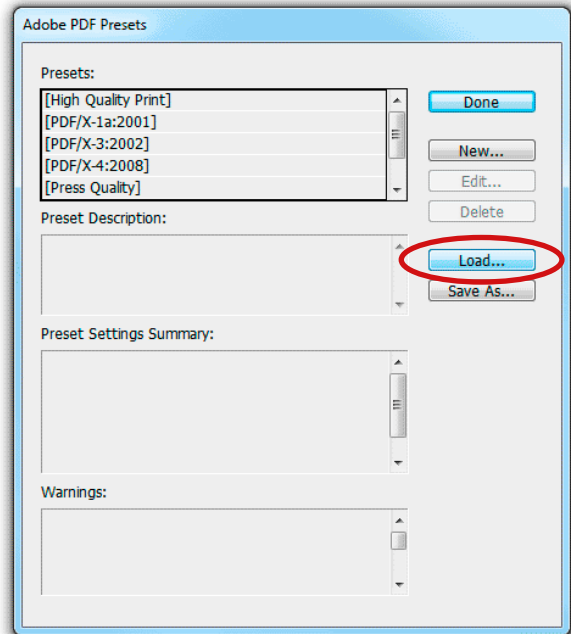 Adobe PDF Presets
Presets:
[High Quality Print]
[PDF/X-1a:2001]
[PDF/X-3:2002]
[PDF/X-4:2008]
[Press Quality]
Done
New...
Edit...
Delete
Load...
Save As...
Preset Description:
Preset Settings Summary:
Warnings: